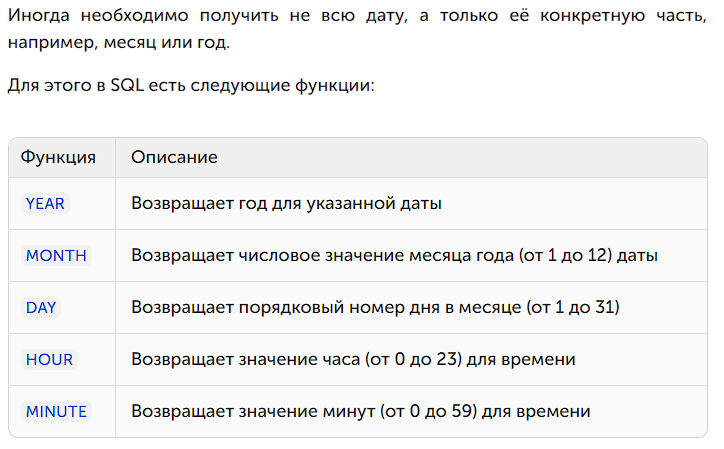 Иногда необходимо получить не всю дату, а только её конкретную часть,
например, месяц или год.
Для этого в SQL есть следующие функции:
Функция Описание
YEAR Возвращает год для указанной даты
MONTH Возвращает числовое значение месяца года (от 1 до 12) даты
DAY Возвращает порядковый номер дня в месяце (от 1 до 31)
HOUR Возвращает значение часа (от 0 до 23) для времени
MINUTE Возвращает значение минут (от 0 до 59) для времени